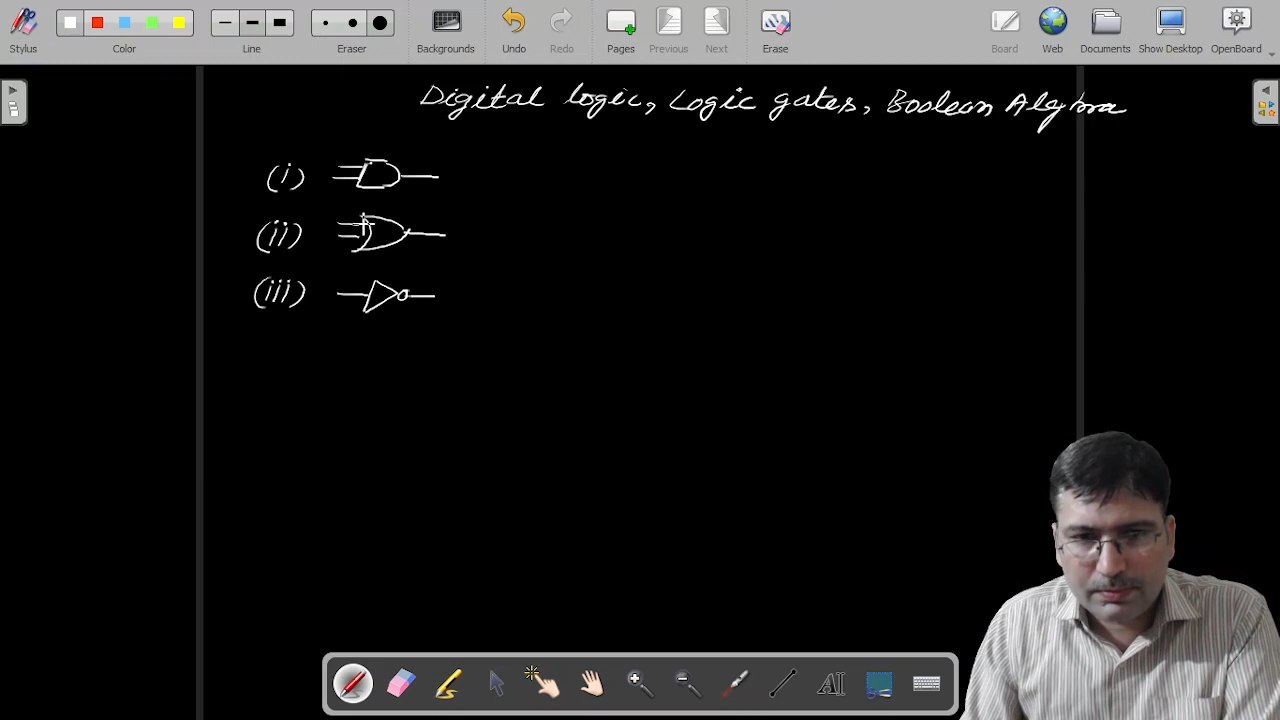 Stylus Color Line Eraser Backgrounds Undo Redo Pages Previous Next Erase Board Web Documents Show Desktop OpenBoard
Digital logic, Logic gates, Boolean Algebra
(i)
(ii)
(iii)
AI